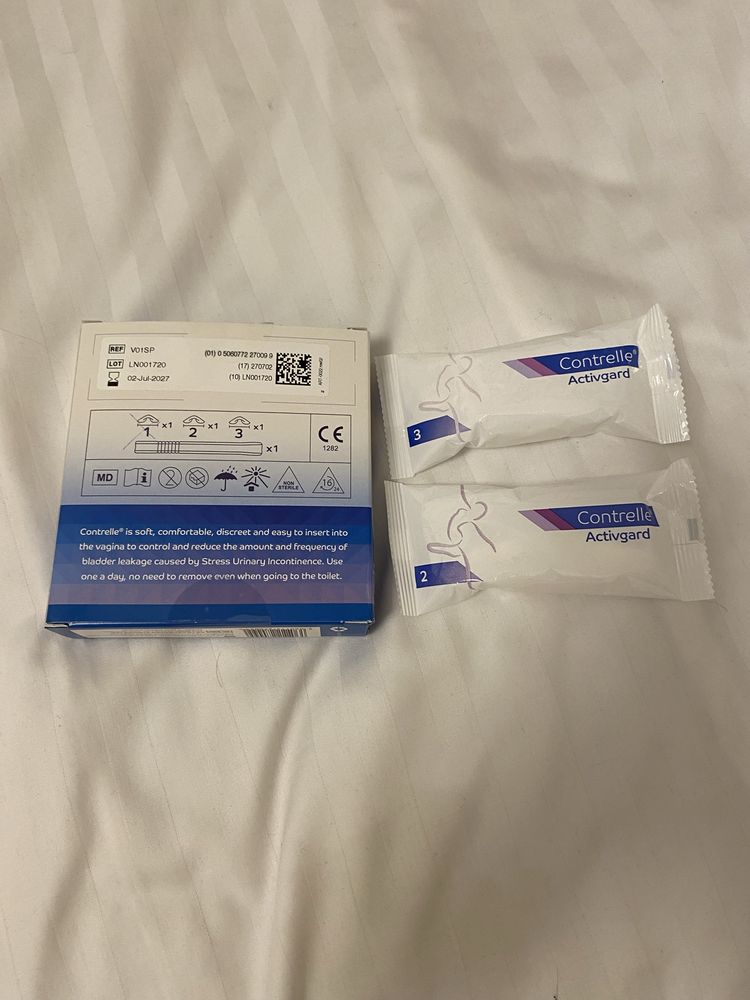 REF V01SP
LOT LN001720
02-Jul-2027
(01) 0 5060772 27009 9
(17) 270702
(10) LN001720
1 x1 2 x1 3 x1
x1
CE
1282
MD
i
2
NON
STERILE
16
24
Contrelle® is soft, comfortable, discreet and easy to insert into
the vagina to control and reduce the amount and frequency of
bladder leakage caused by Stress Urinary Incontinence. Use
one a day, no need to remove even when going to the toilet.
Contrelle®
Activgard
3
Contrelle
Activgard
2